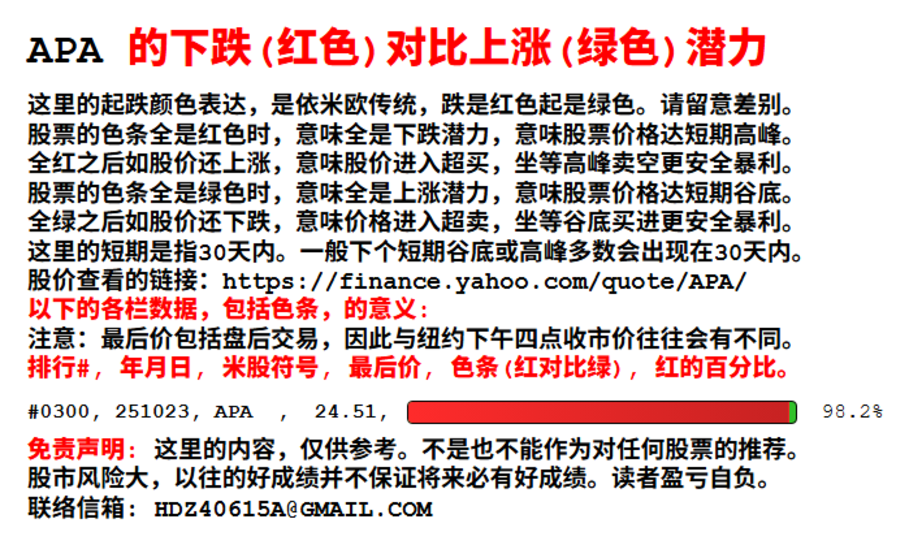 APA 的下跌(红色)对比上涨(绿色)潜力
这里的起跌颜色表达，是依米欧传统，跌是红色起是绿色。请留意差别。
股票的色条全是红色时，意味全是下跌潜力，意味股票价格达短期高峰。
全红之后如股价还上涨，意味股价进入超买，坐等高峰卖空更安全暴利。
股票的色条全是绿色时，意味全是上涨潜力，意味股票价格达短期谷底。
全绿之后如股价还下跌，意味价格进入超卖，坐等谷底买进更安全暴利。
这里的短期是指30天内。一般下个短期谷底或高峰多数会出现在30天内。
股价查看的链接：https://finance.yahoo.com/quote/APA/
以下的各栏数据，包括色条，的意义：
注意：最后价包括盘后交易，因此与纽约下午四点收市价往往会有不同。
排行#, 年月日, 米股符号, 最后价, 色条(红对比绿), 红的百分比。
#0300, 251023, APA , 24.51, 98.2%
免责声明：这里的内容，仅供参考。不是也不能作为对任何股票的推荐。
股市风险大，以往的好成绩并不保证将来必有好成绩。读者盈亏自负。
联络信箱：HDZ40615A@GMAIL.COM